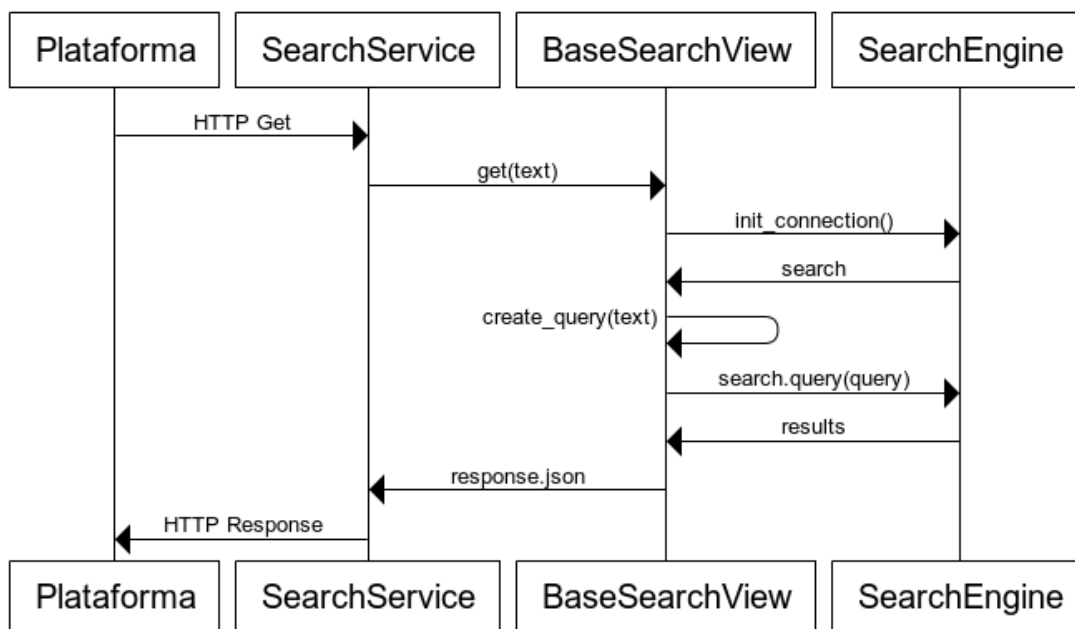 Plataforma SearchService BaseSearchView SearchEngine
HTTP Get
get(text)
init_connection()
search
create_query(text)
search.query(query)
results
response.json
HTTP Response
Plataforma SearchService BaseSearchView SearchEngine